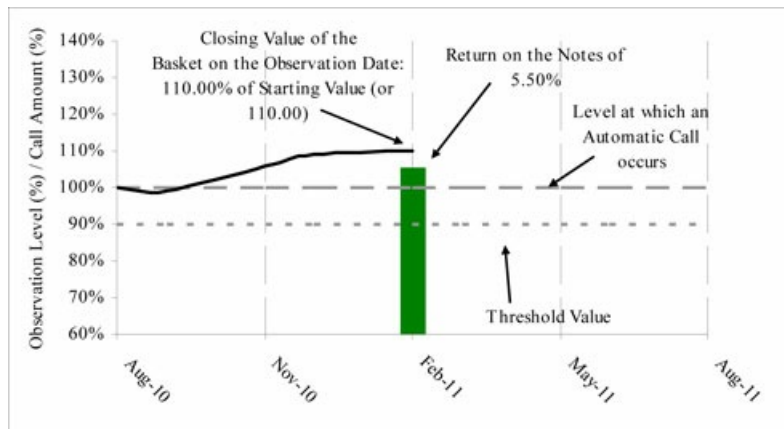 Observation Level (%) / Call Amount (%)
140%
130%
120%
110%
100%
90%
80%
70%
60%
Closing Value of the
Basket on the Observation Date:
110.00% of Starting Value (or
110.00)
Return on the Notes of
5.50%
Level at which an
Automatic Call
occurs
Threshold Value
Aug-10
Nov-10
Feb-11
May-11
Aug-11